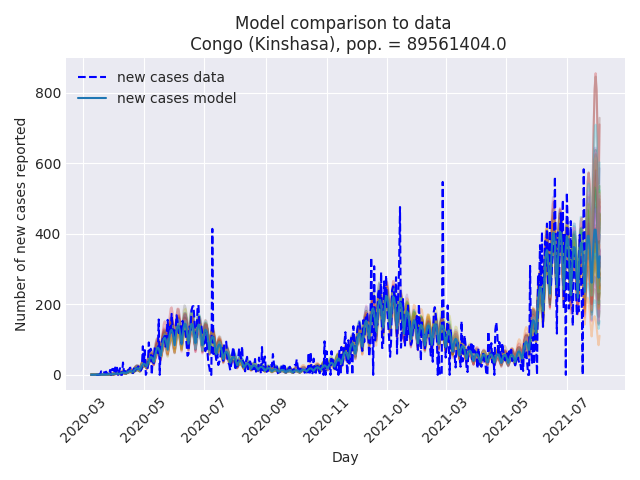 Model comparison to data
Congo (Kinshasa), pop. = 89561404.0
new cases data
new cases model
Number of new cases reported
800
600
400
200
0
2020-03
2020-05
2020-07
2020-09
2020-11
2021-01
2021-03
2021-05
2021-07
Day